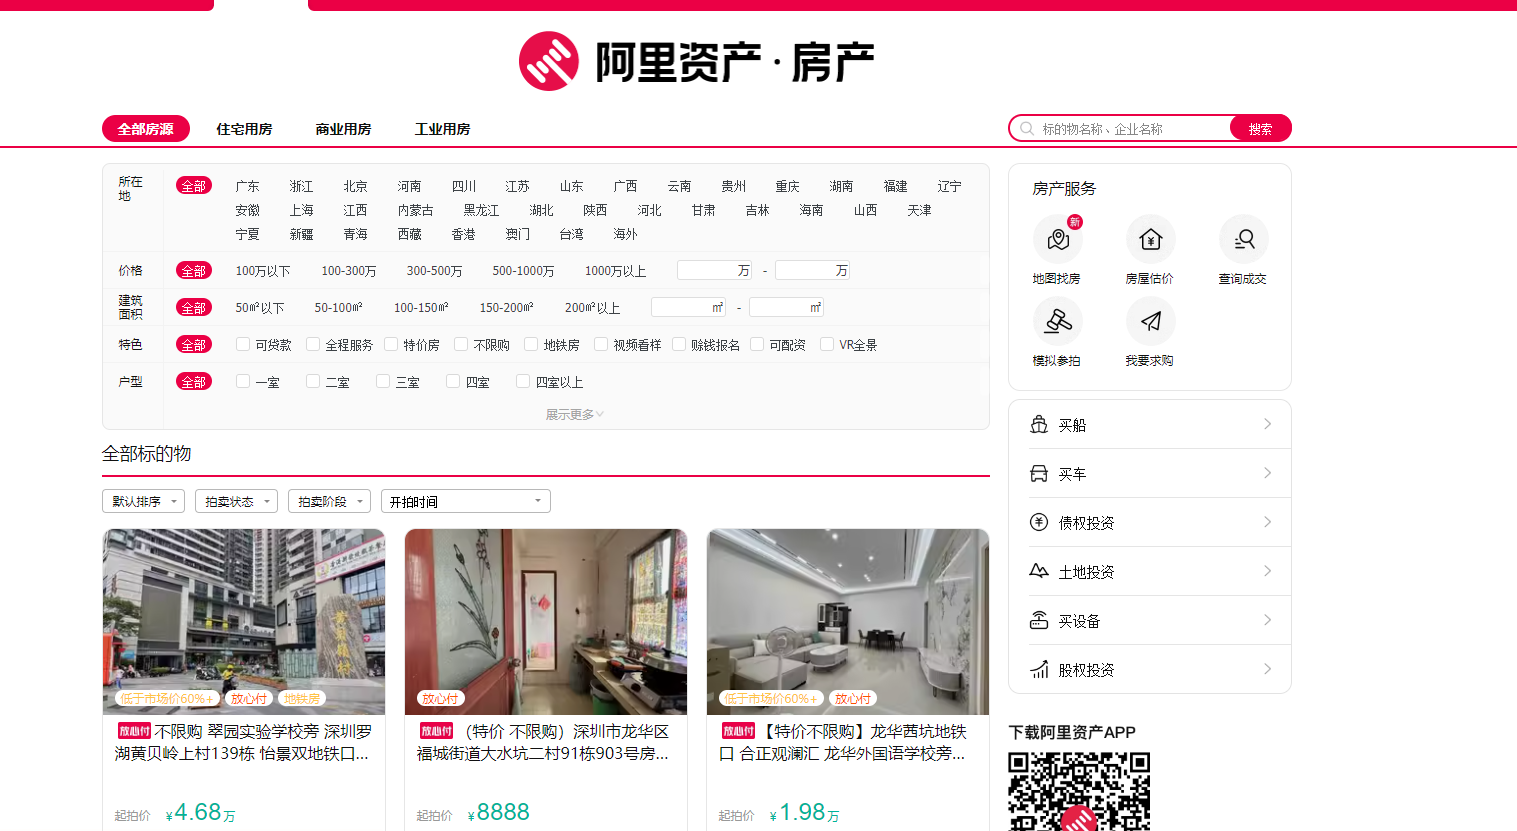 阿里资产·房产
全部房源 住宅用房 商业用房 工业用房
标的物名称、企业名称 搜索
所在地 全部 广东 浙江 北京 河南 四川 江苏 山东 广西 云南 贵州 重庆 湖南 福建 辽宁
安徽 上海 江西 内蒙古 黑龙江 湖北 陕西 河北 甘肃 吉林 海南 山西 天津
宁夏 新疆 青海 西藏 香港 澳门 台湾 海外
价格 全部 100万以下 100-300万 300-500万 500-1000万 1000万以上 万 - 万
建筑面积 全部 50㎡以下 50-100㎡ 100-150㎡ 150-200㎡ 200㎡以上 ㎡ - ㎡
特色 全部 可贷款 全程服务 特价房 不限购 地铁房 视频看样 赊钱报名 可配资 VR全景
户型 全部 一室 二室 三室 四室 四室以上
展示更多
房产服务
新
地图找房 房屋估价 查询成交
模拟参拍 我要求购
买船
买车
债权投资
土地投资
买设备
股权投资
下载阿里资产APP
全部标的物
默认排序 拍卖状态 拍卖阶段 开拍时间
低于市场价60%+ 放心付 地铁房
放心付 不限购 翠园实验学校旁 深圳罗
湖黄贝岭上村139栋 怡景双地铁口...
起拍价 ¥4.68万
放心付
放心付 （特价 不限购）深圳市龙华区
福城街道大水坑二村91栋903号房...
起拍价 ¥8888
低于市场价60%+ 放心付
放心付 【特价不限购】龙华茜坑地铁
口 合正观澜汇 龙华外国语学校旁...
起拍价 ¥1.98万